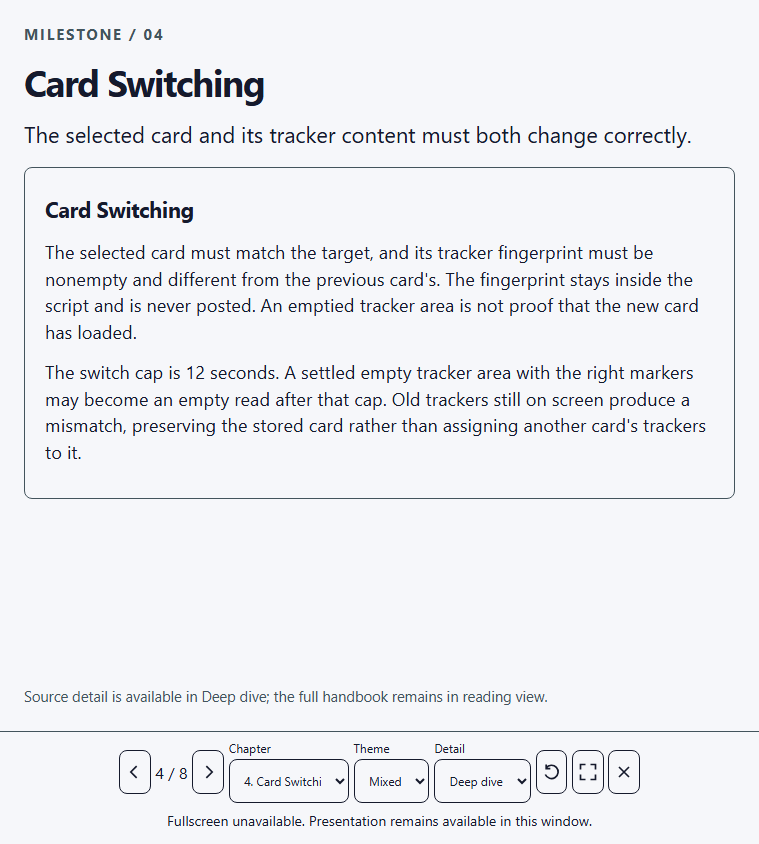 MILESTONE / 04
Card Switching
The selected card and its tracker content must both change correctly.
Card Switching
The selected card must match the target, and its tracker fingerprint must be
nonempty and different from the previous card's. The fingerprint stays inside the
script and is never posted. An emptied tracker area is not proof that the new card
has loaded.
The switch cap is 12 seconds. A settled empty tracker area with the right markers
may become an empty read after that cap. Old trackers still on screen produce a
mismatch, preserving the stored card rather than assigning another card's trackers
to it.
Source detail is available in Deep dive; the full handbook remains in reading view.
Chapter Theme Detail
4 / 8 4. Card Switchi Mixed Deep dive
Fullscreen unavailable. Presentation remains available in this window.